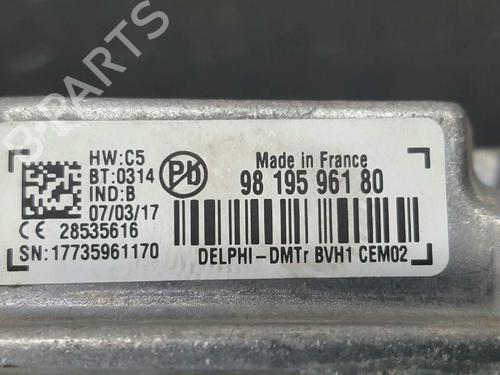 HW:C5
BT:0314
IND:B
07/03/17
CE 28535616
SN:17735961170
Pb
Made in France
98 195 961 80
DELPHI-DMTr BVH1 CEM02
B-PARTS